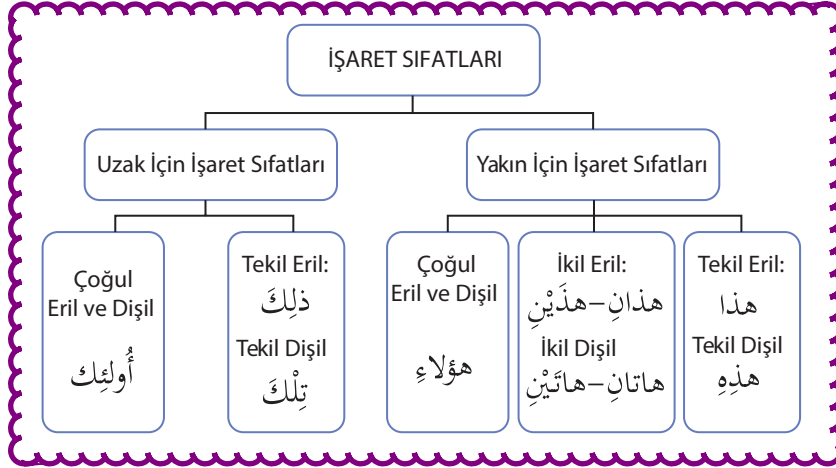 İŞARET SIFATLARI
Uzak İçin İşaret Sıfatları
Yakın İçin İşaret Sıfatları
Çoğul
Eril ve Dişil
أُولئِك
Tekil Eril:
ذلِكَ
Tekil Dişil
تِلْكَ
Çoğul
Eril ve Dişil
هؤلاءِ
İkil Eril:
هذانِ–هذَيْنِ
İkil Dişil
هاتانِ–هاتَيْنِ
Tekil Eril:
هذا
Tekil Dişil
هذِهِ